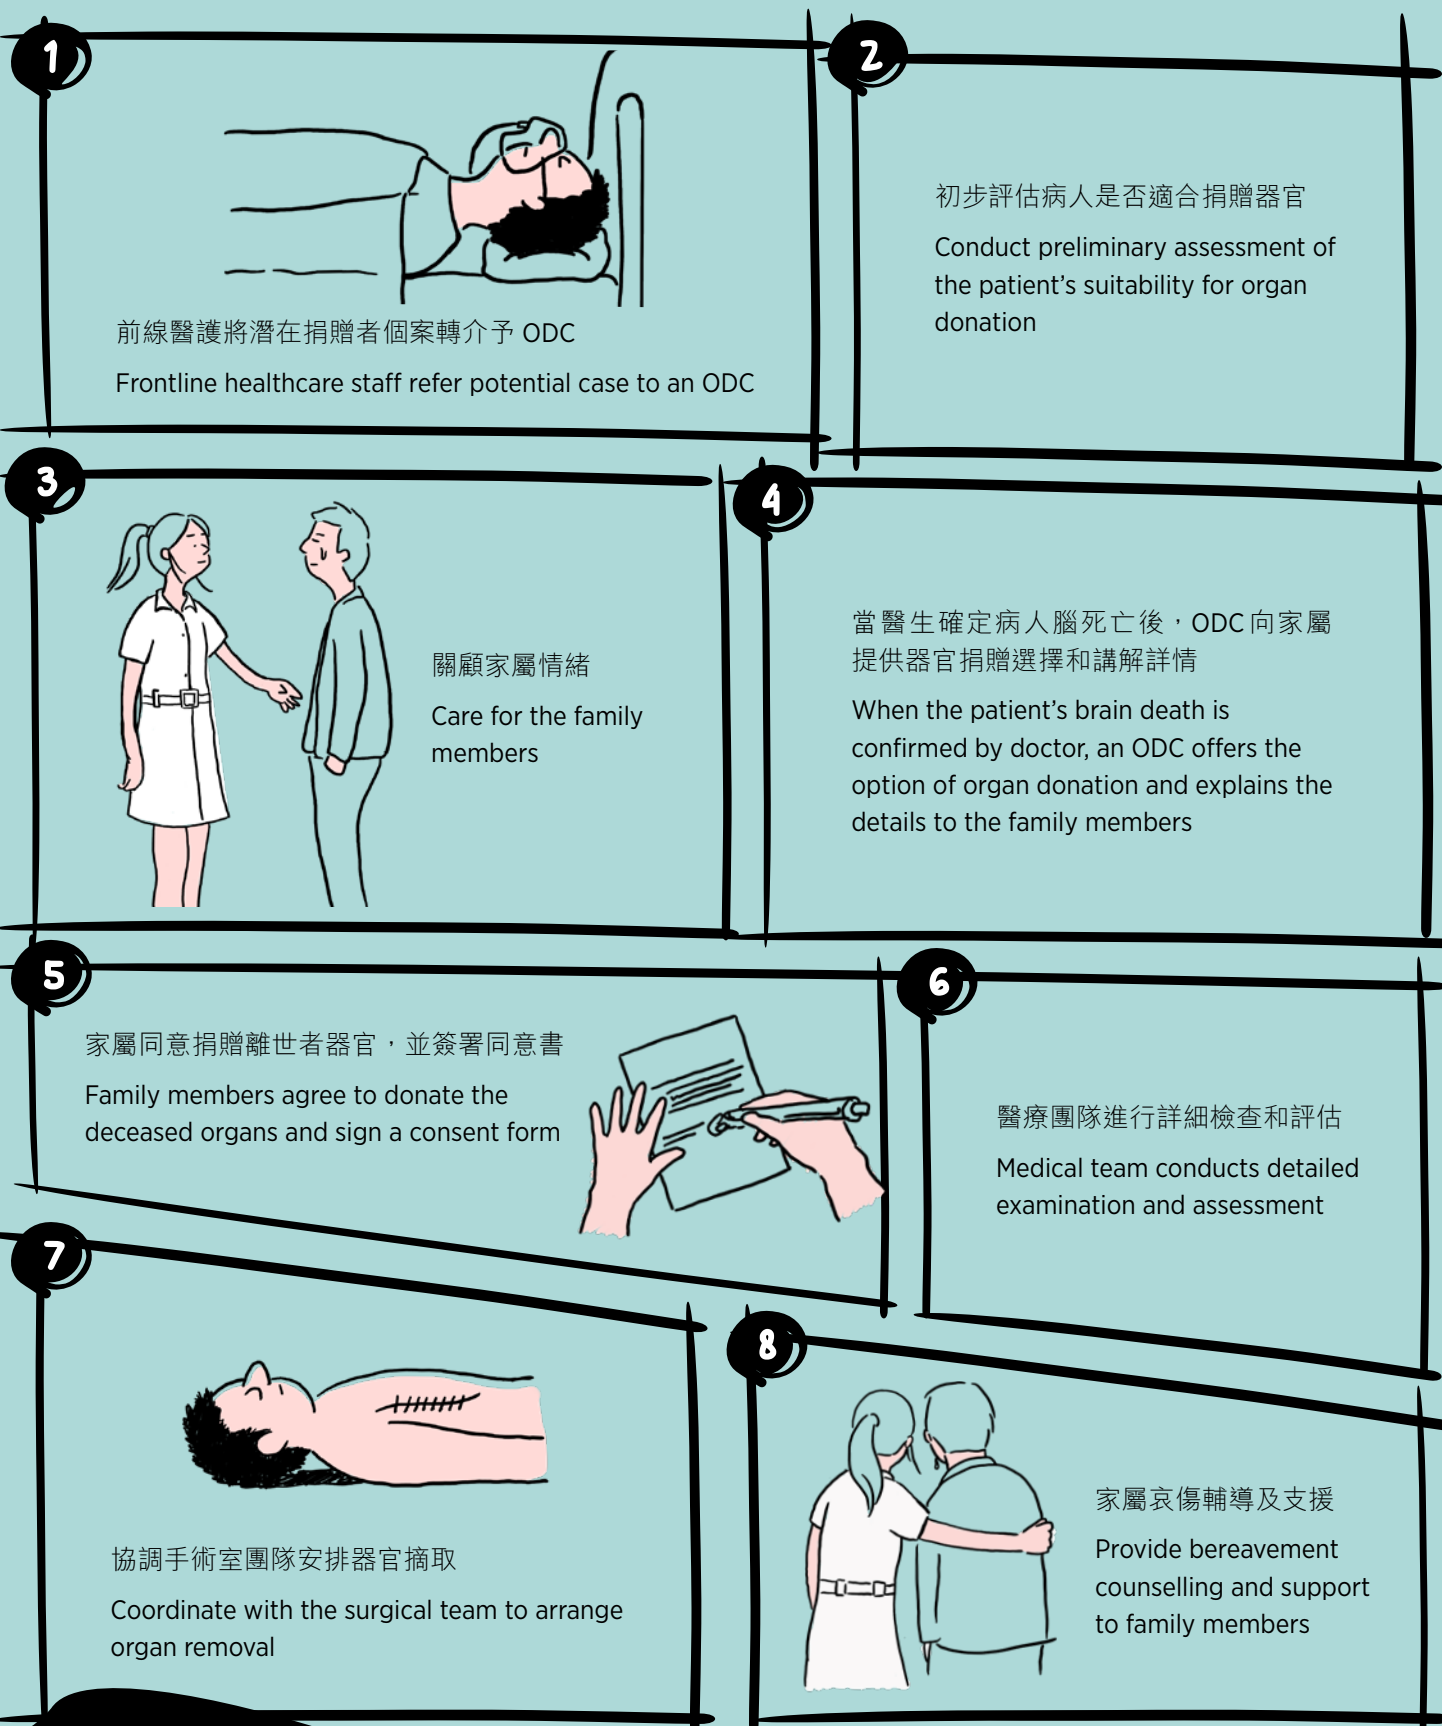 1
前線醫護將潛在捐贈者個案轉介予 ODC
Frontline healthcare staff refer potential case to an ODC
2
初步評估病人是否適合捐贈器官
Conduct preliminary assessment of
the patient’s suitability for organ
donation
3
關顧家屬情緒
Care for the family
members
4
當醫生確定病人腦死亡後，ODC 向家屬
提供器官捐贈選擇和講解詳情
When the patient’s brain death is
confirmed by doctor, an ODC offers the
option of organ donation and explains the
details to the family members
5
家屬同意捐贈離世者器官，並簽署同意書
Family members agree to donate the
deceased organs and sign a consent form
6
醫療團隊進行詳細檢查和評估
Medical team conducts detailed
examination and assessment
7
協調手術室團隊安排器官摘取
Coordinate with the surgical team to arrange
organ removal
8
家屬哀傷輔導及支援
Provide bereavement
counselling and support
to family members